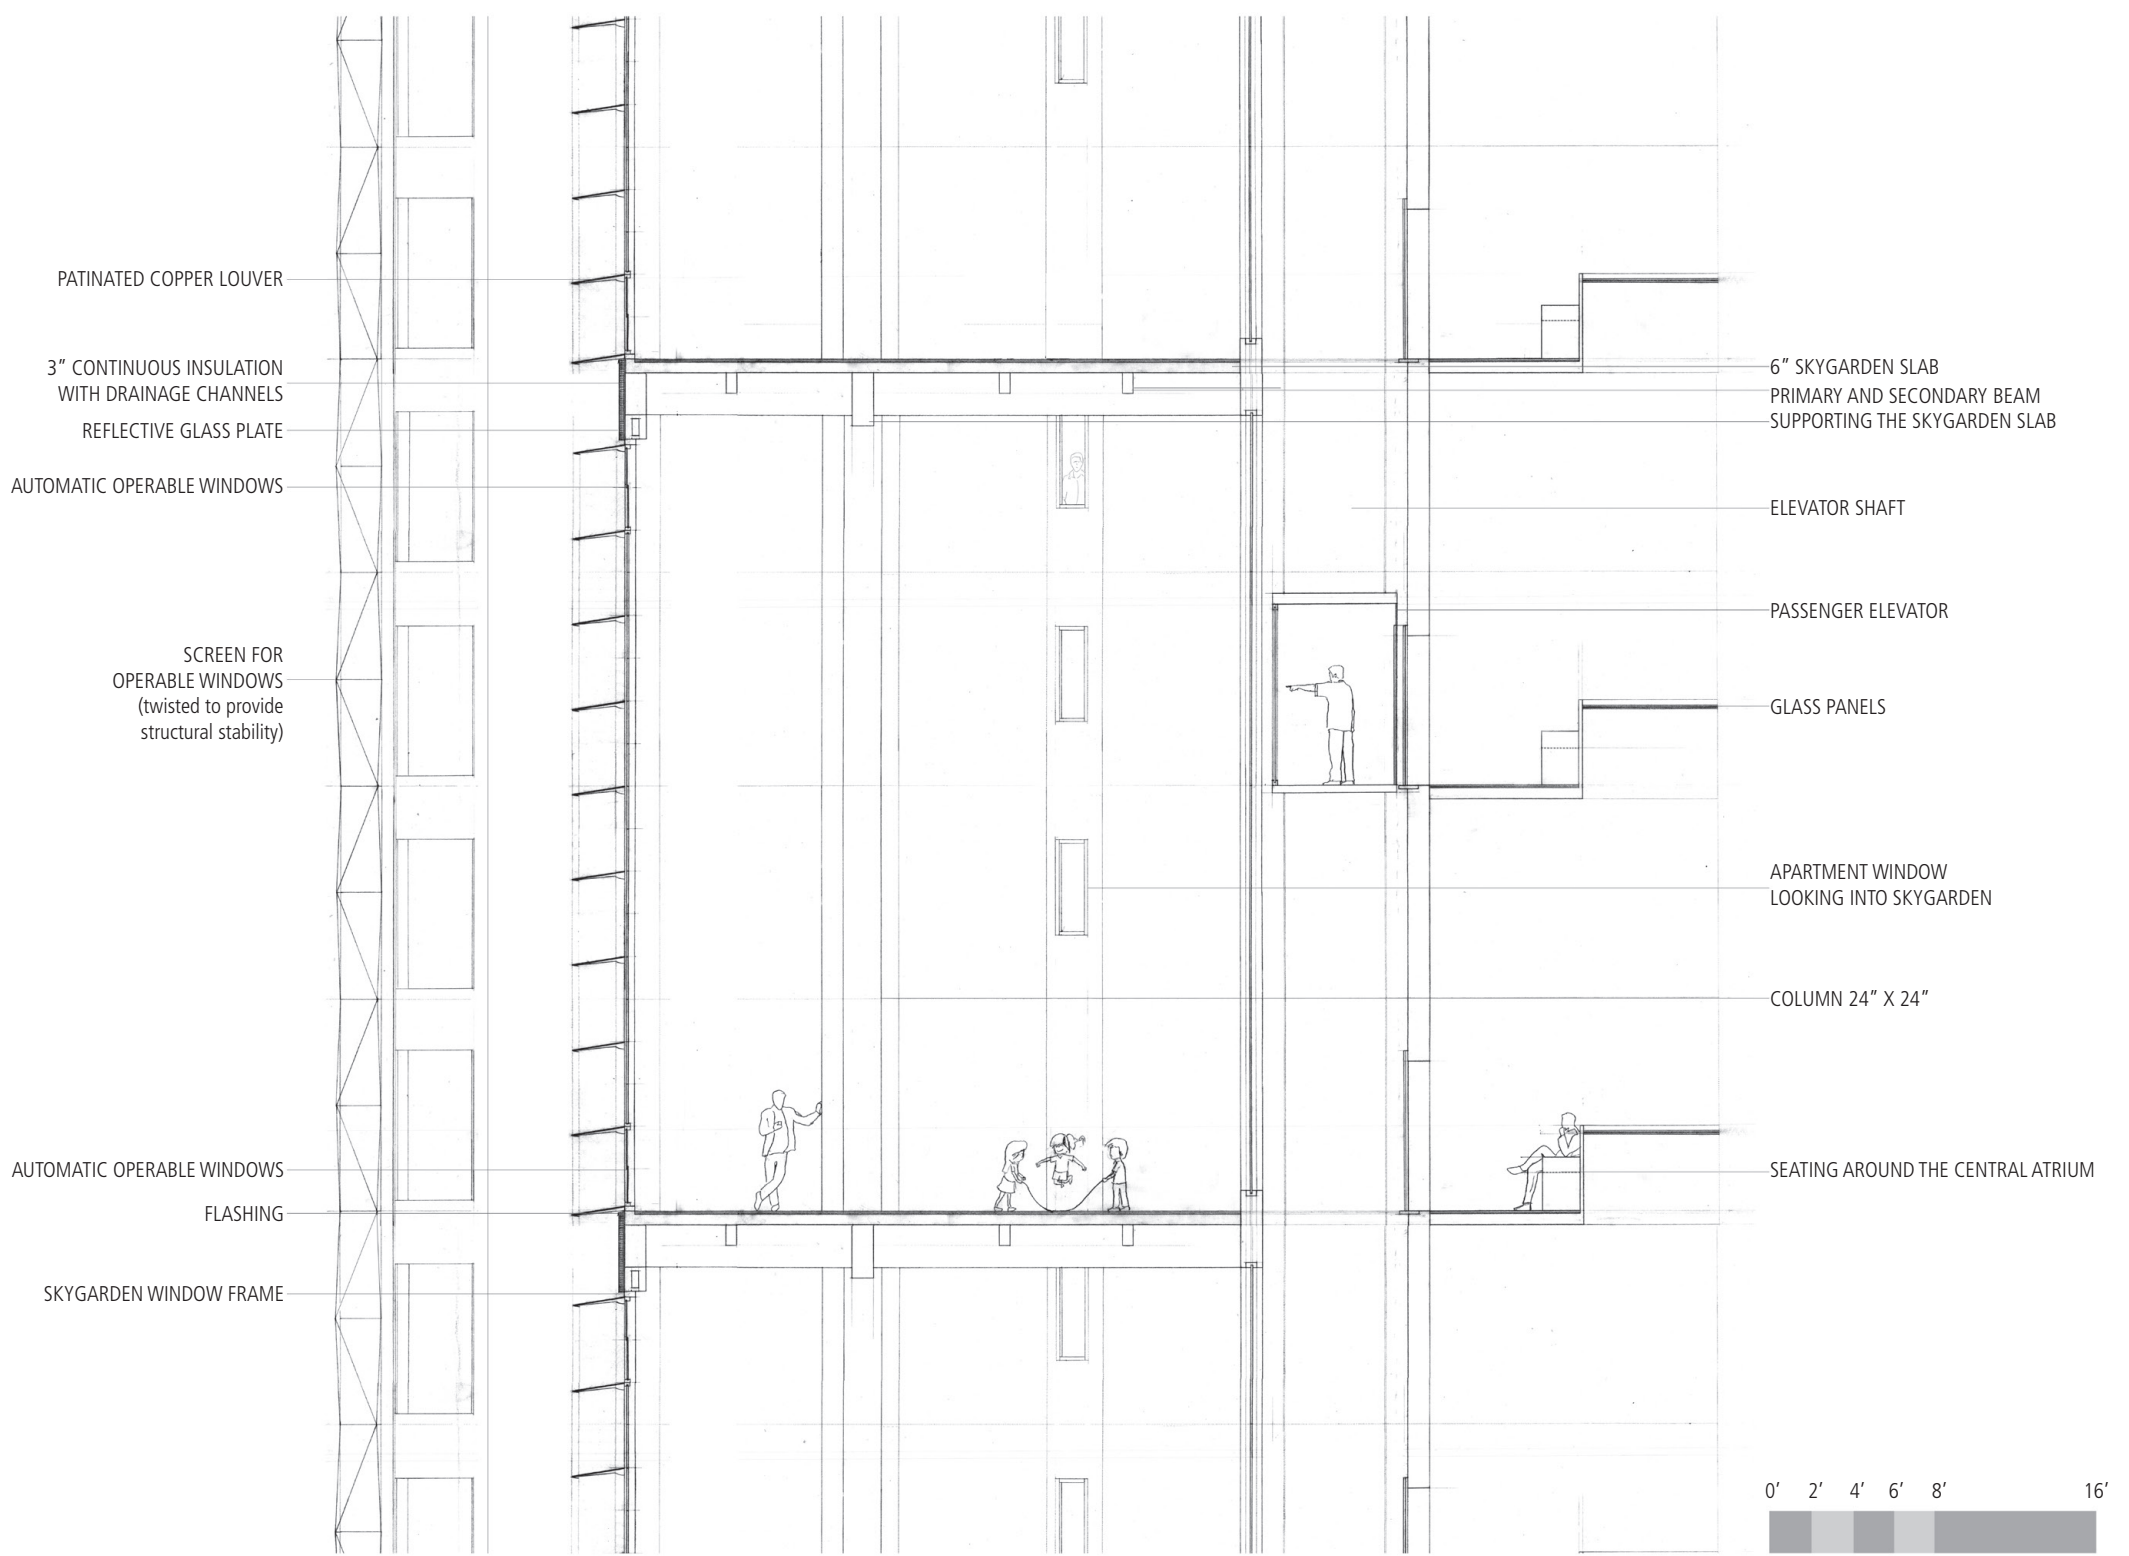 PATINATED COPPER LOUVER
3” CONTINUOUS INSULATION
WITH DRAINAGE CHANNELS
REFLECTIVE GLASS PLATE
AUTOMATIC OPERABLE WINDOWS
SCREEN FOR
OPERABLE WINDOWS
(twisted to provide
structural stability)
AUTOMATIC OPERABLE WINDOWS
FLASHING
SKYGARDEN WINDOW FRAME
6” SKYGARDEN SLAB
PRIMARY AND SECONDARY BEAM
SUPPORTING THE SKYGARDEN SLAB
ELEVATOR SHAFT
PASSENGER ELEVATOR
GLASS PANELS
APARTMENT WINDOW
LOOKING INTO SKYGARDEN
COLUMN 24” X 24”
SEATING AROUND THE CENTRAL ATRIUM
0’ 2’ 4’ 6’ 8’ 16’